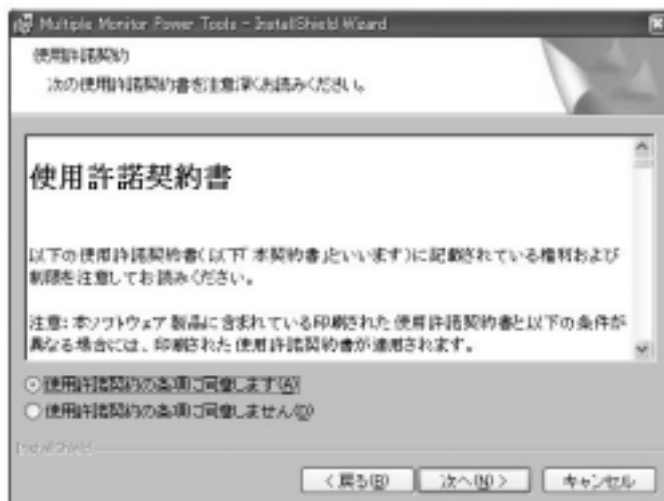 Multiple Monitor Power Tools - InstallShield Wizard
使用許諾契約
次の使用許諾契約書を注意深くお読みください。
使用許諾契約書
以下の使用許諾契約書(以下「本契約書」といいます)に記載されている権利および
制限を注意してお読みください。
注意: 本ソフトウェア製品に含まれている印刷された使用許諾契約書と以下の条件が
異なる場合には、印刷された使用許諾契約書が適用されます。
使用許諾契約の条項に同意します(A)
使用許諾契約の条項に同意しません(D)
InstallShield
< 戻る(B)
次へ(N) >
キャンセル